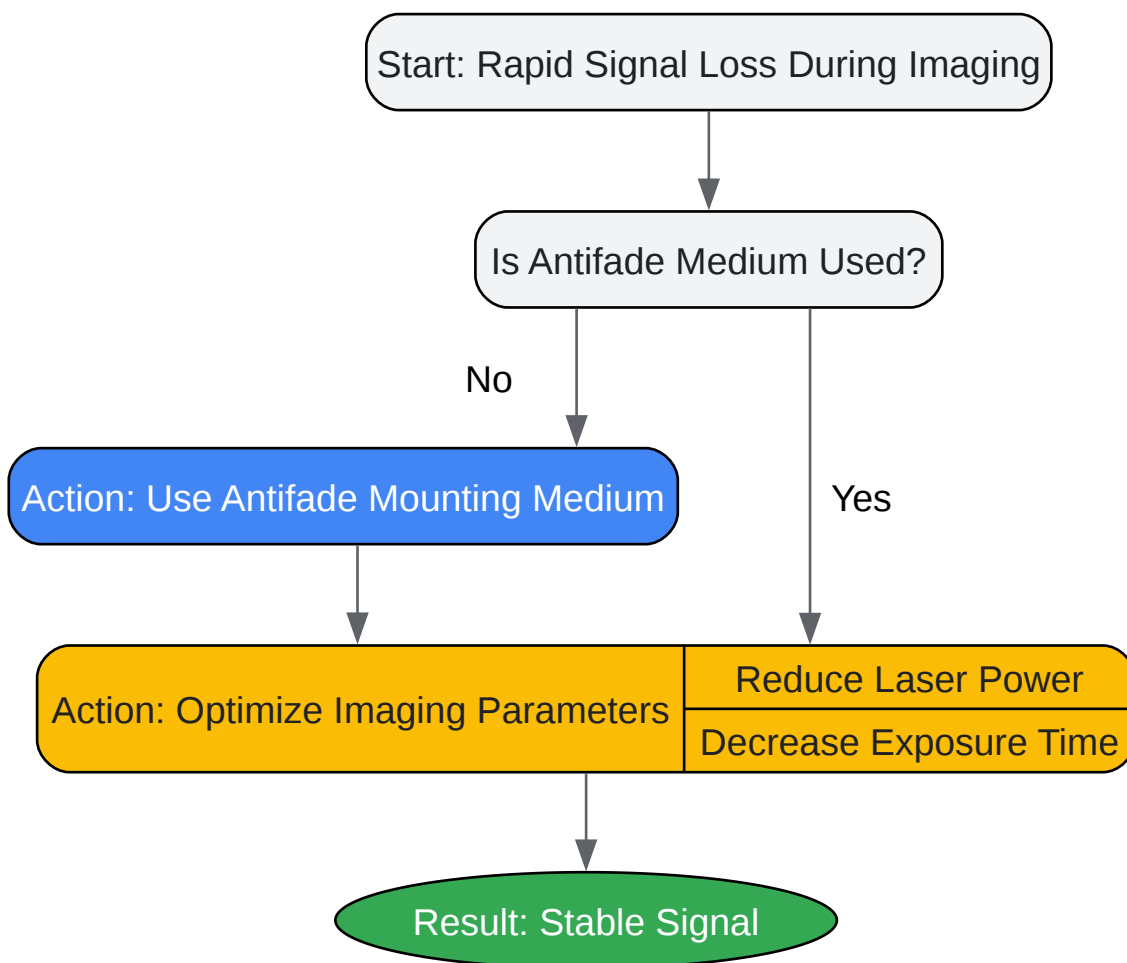 Start: Rapid Signal Loss During Imaging
Is Antifade Medium Used?
No
Action: Use Antifade Mounting Medium
Yes
Action: Optimize Imaging Parameters
Reduce Laser Power
Decrease Exposure Time
Result: Stable Signal